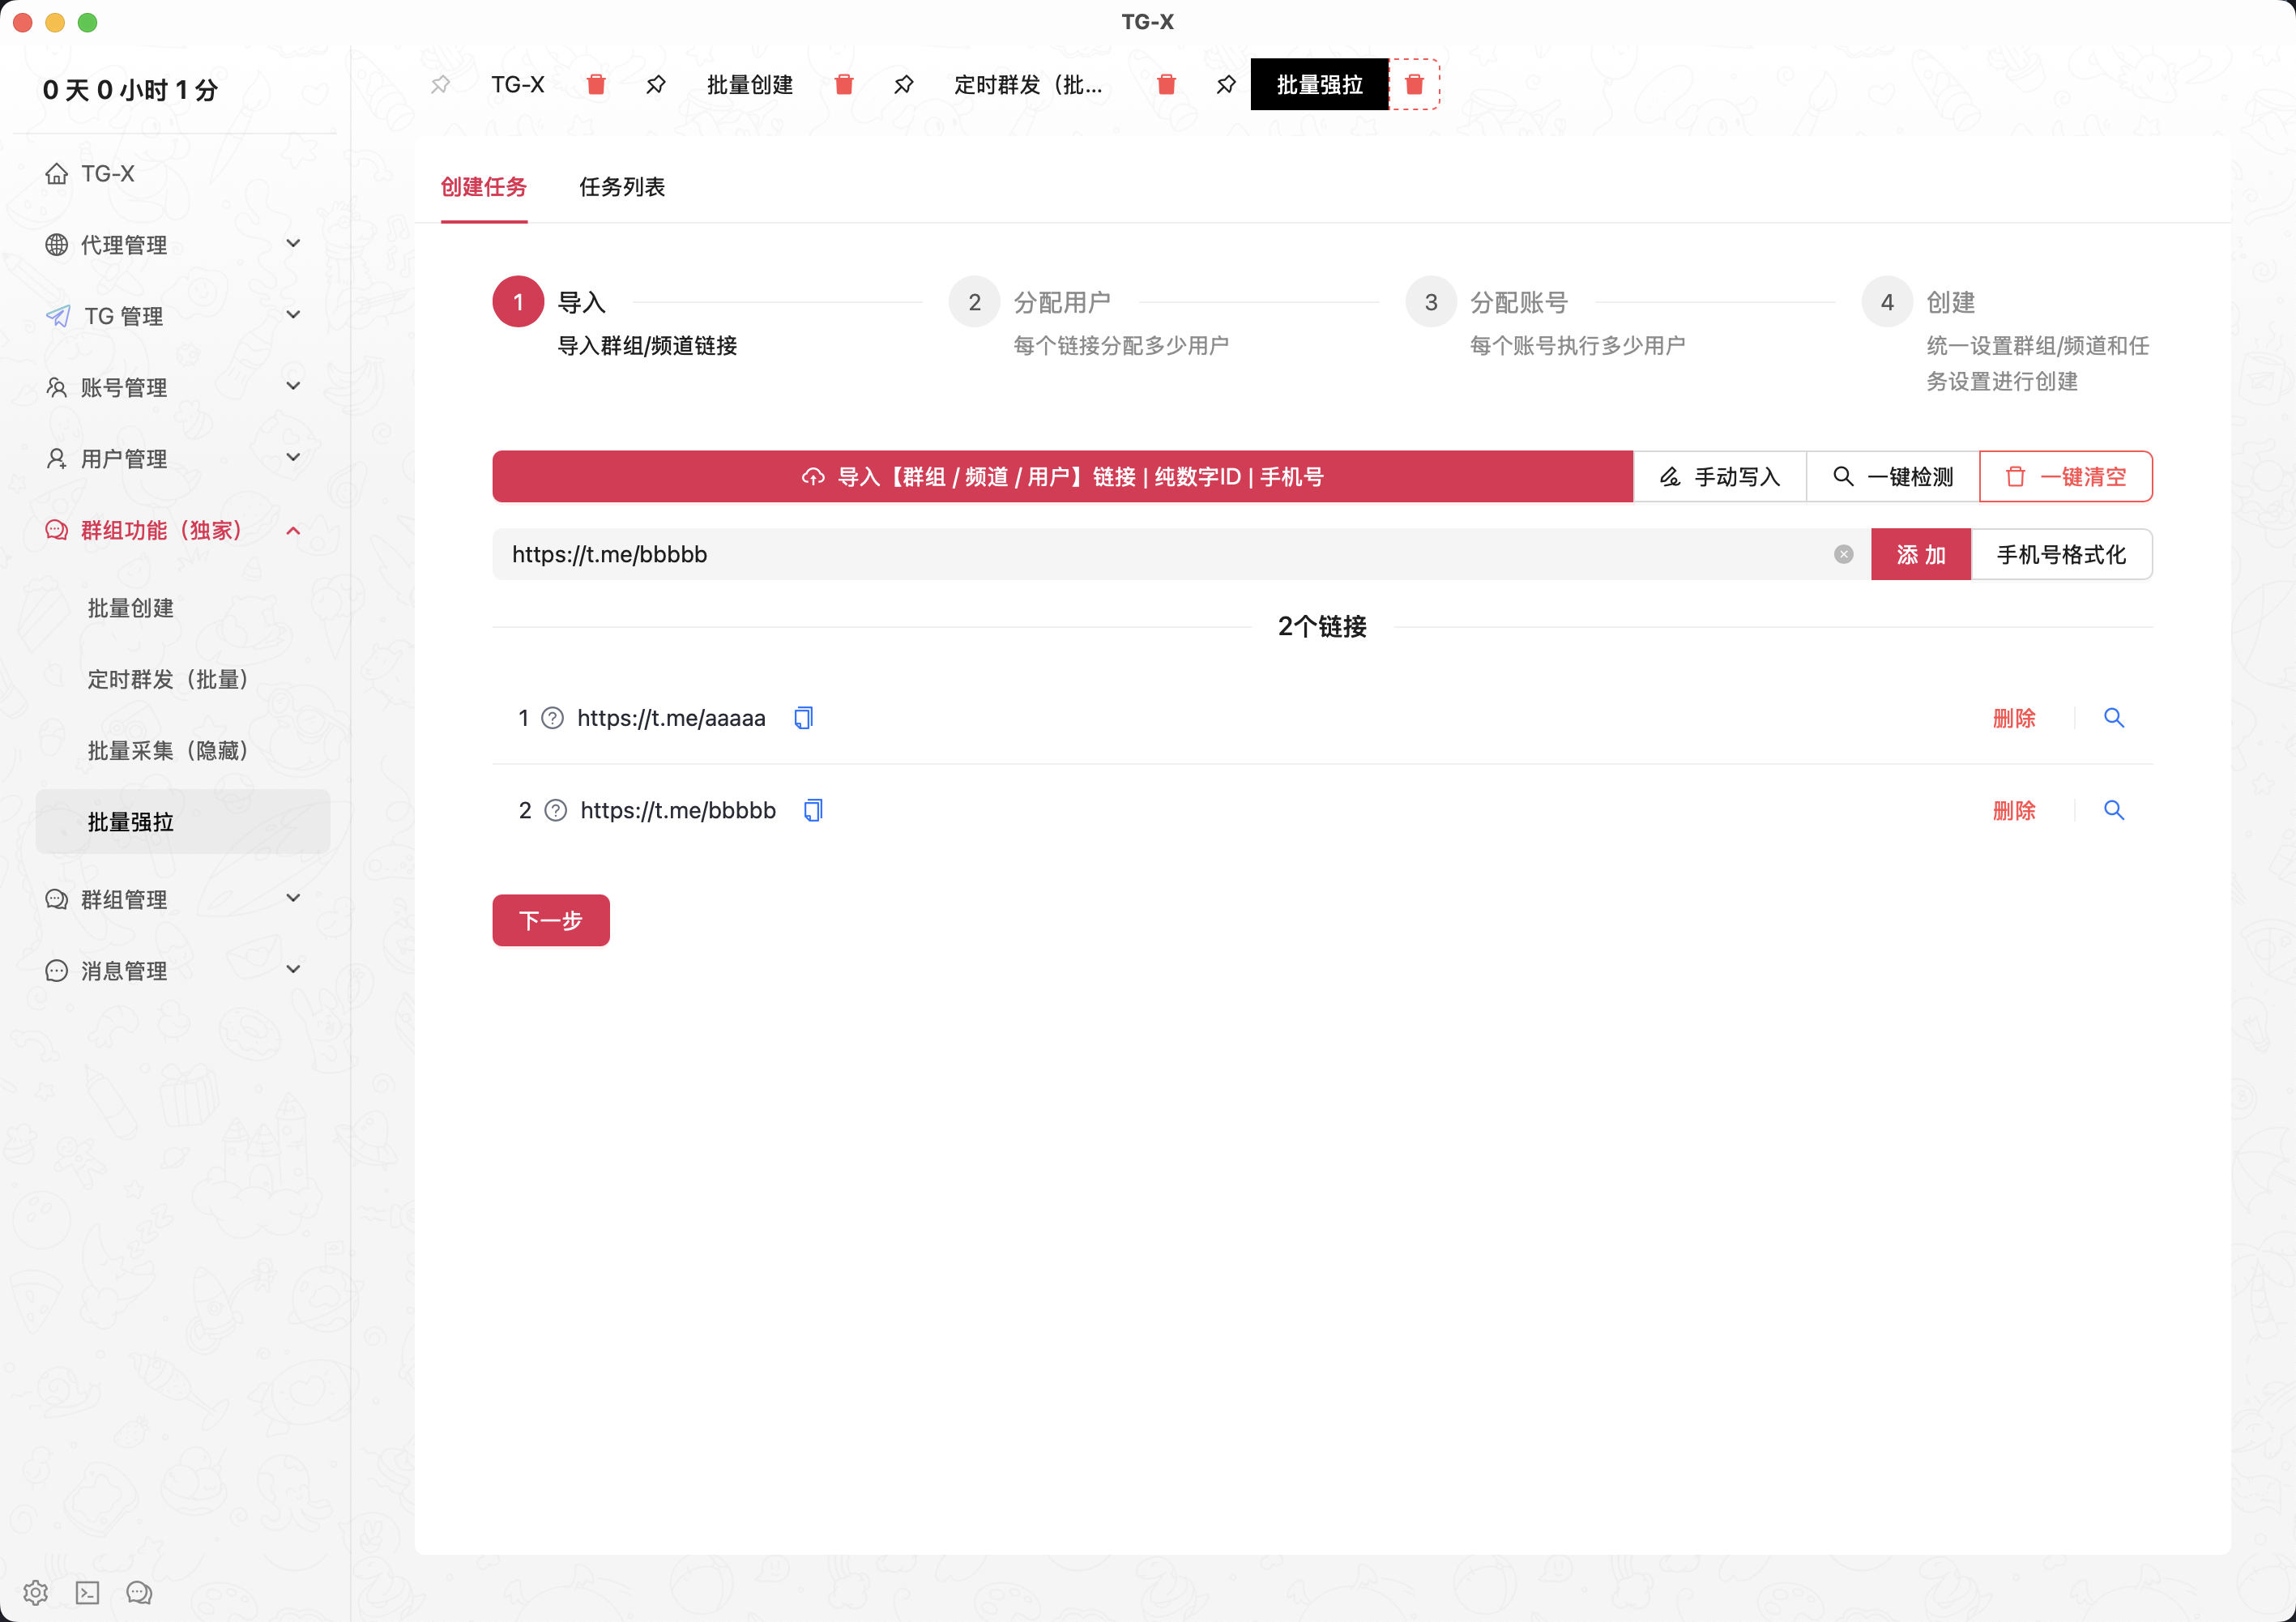 TG-X
0 天 0 小时 1 分
TG-X
代理管理
TG 管理
账号管理
用户管理
群组功能（独家）
批量创建
定时群发（批量）
批量采集（隐藏）
批量强拉
群组管理
消息管理
TG-X
批量创建
定时群发（批...
批量强拉
创建任务
任务列表
1
导入
导入群组/频道链接
2
分配用户
每个链接分配多少用户
3
分配账号
每个账号执行多少用户
4
创建
统一设置群组/频道和任
务设置进行创建
导入【群组 / 频道 / 用户】链接 | 纯数字ID | 手机号
手动写入
一键检测
一键清空
https://t.me/bbbbb
添 加
手机号格式化
2个链接
1 https://t.me/aaaaa
删除
2 https://t.me/bbbbb
删除
下一步